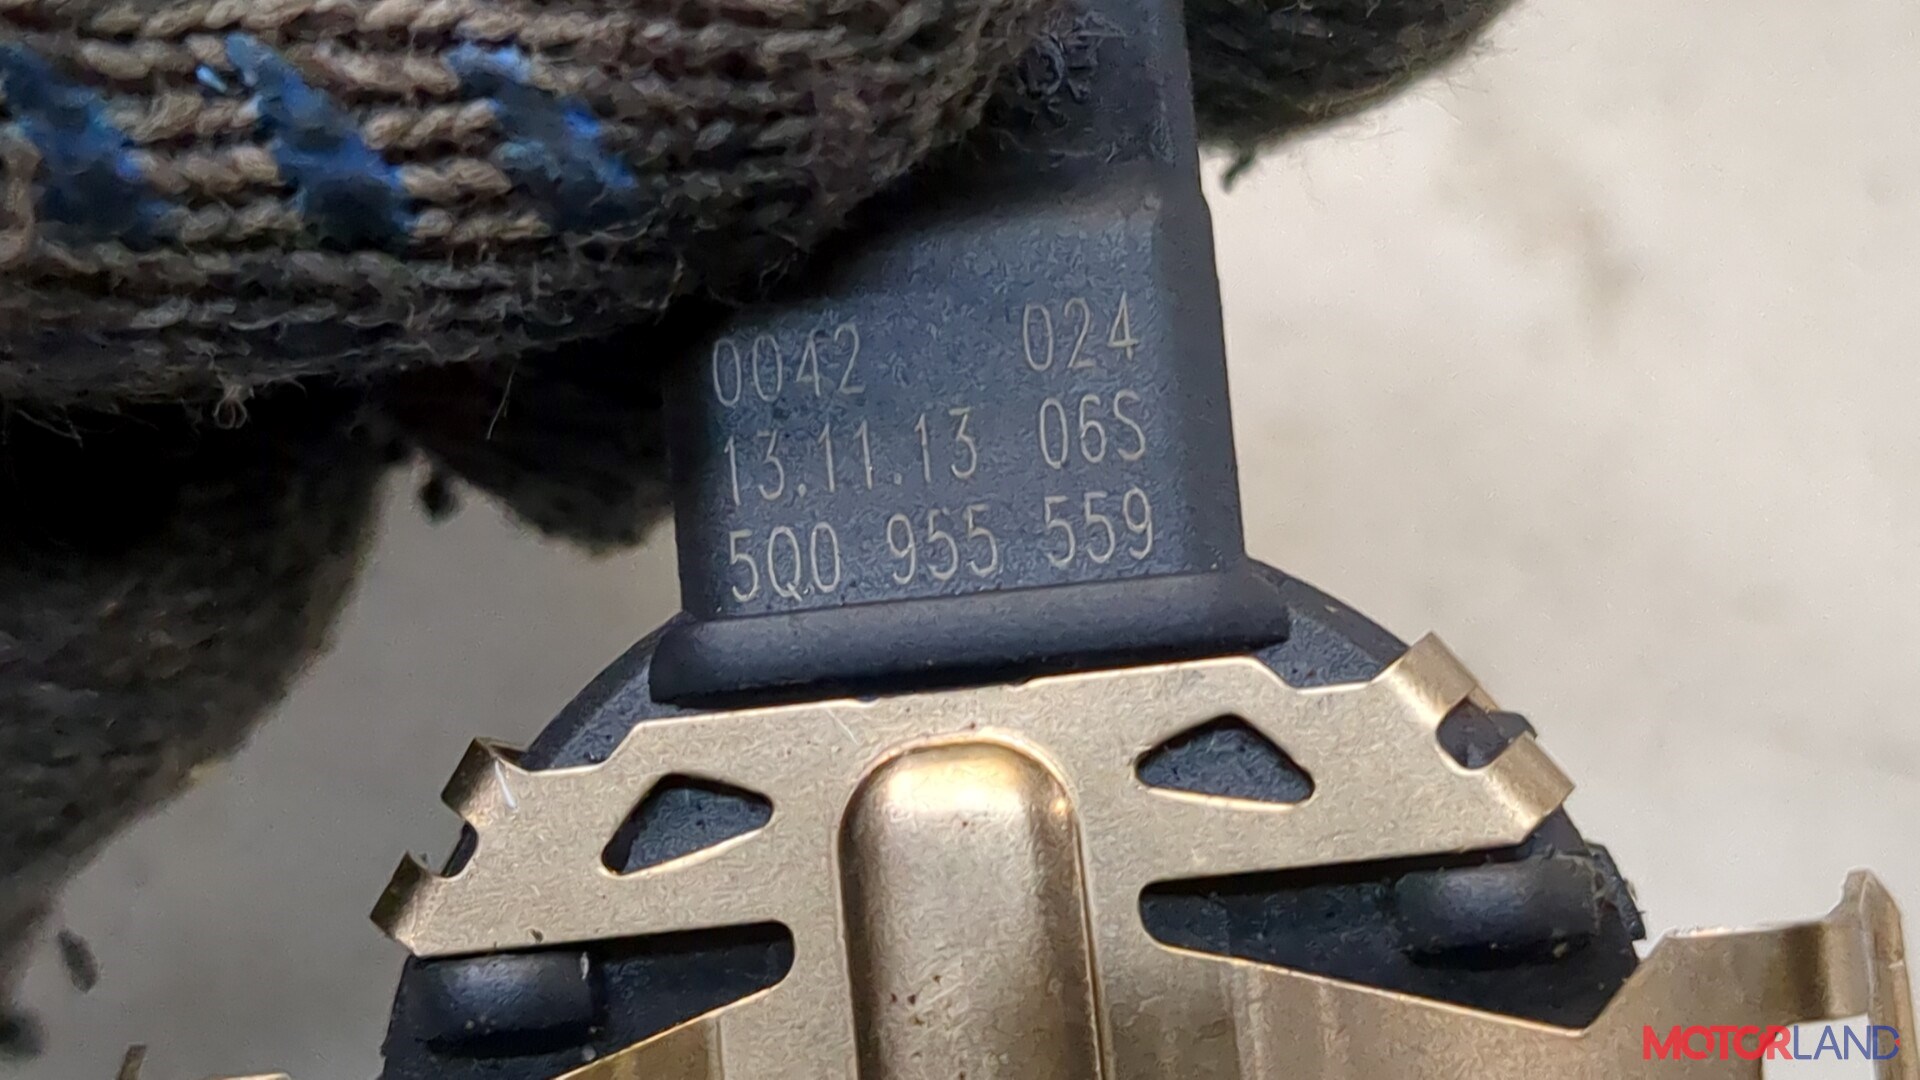 0042 024
13.11.13 06S
5Q0 955 559
MOTORLAND